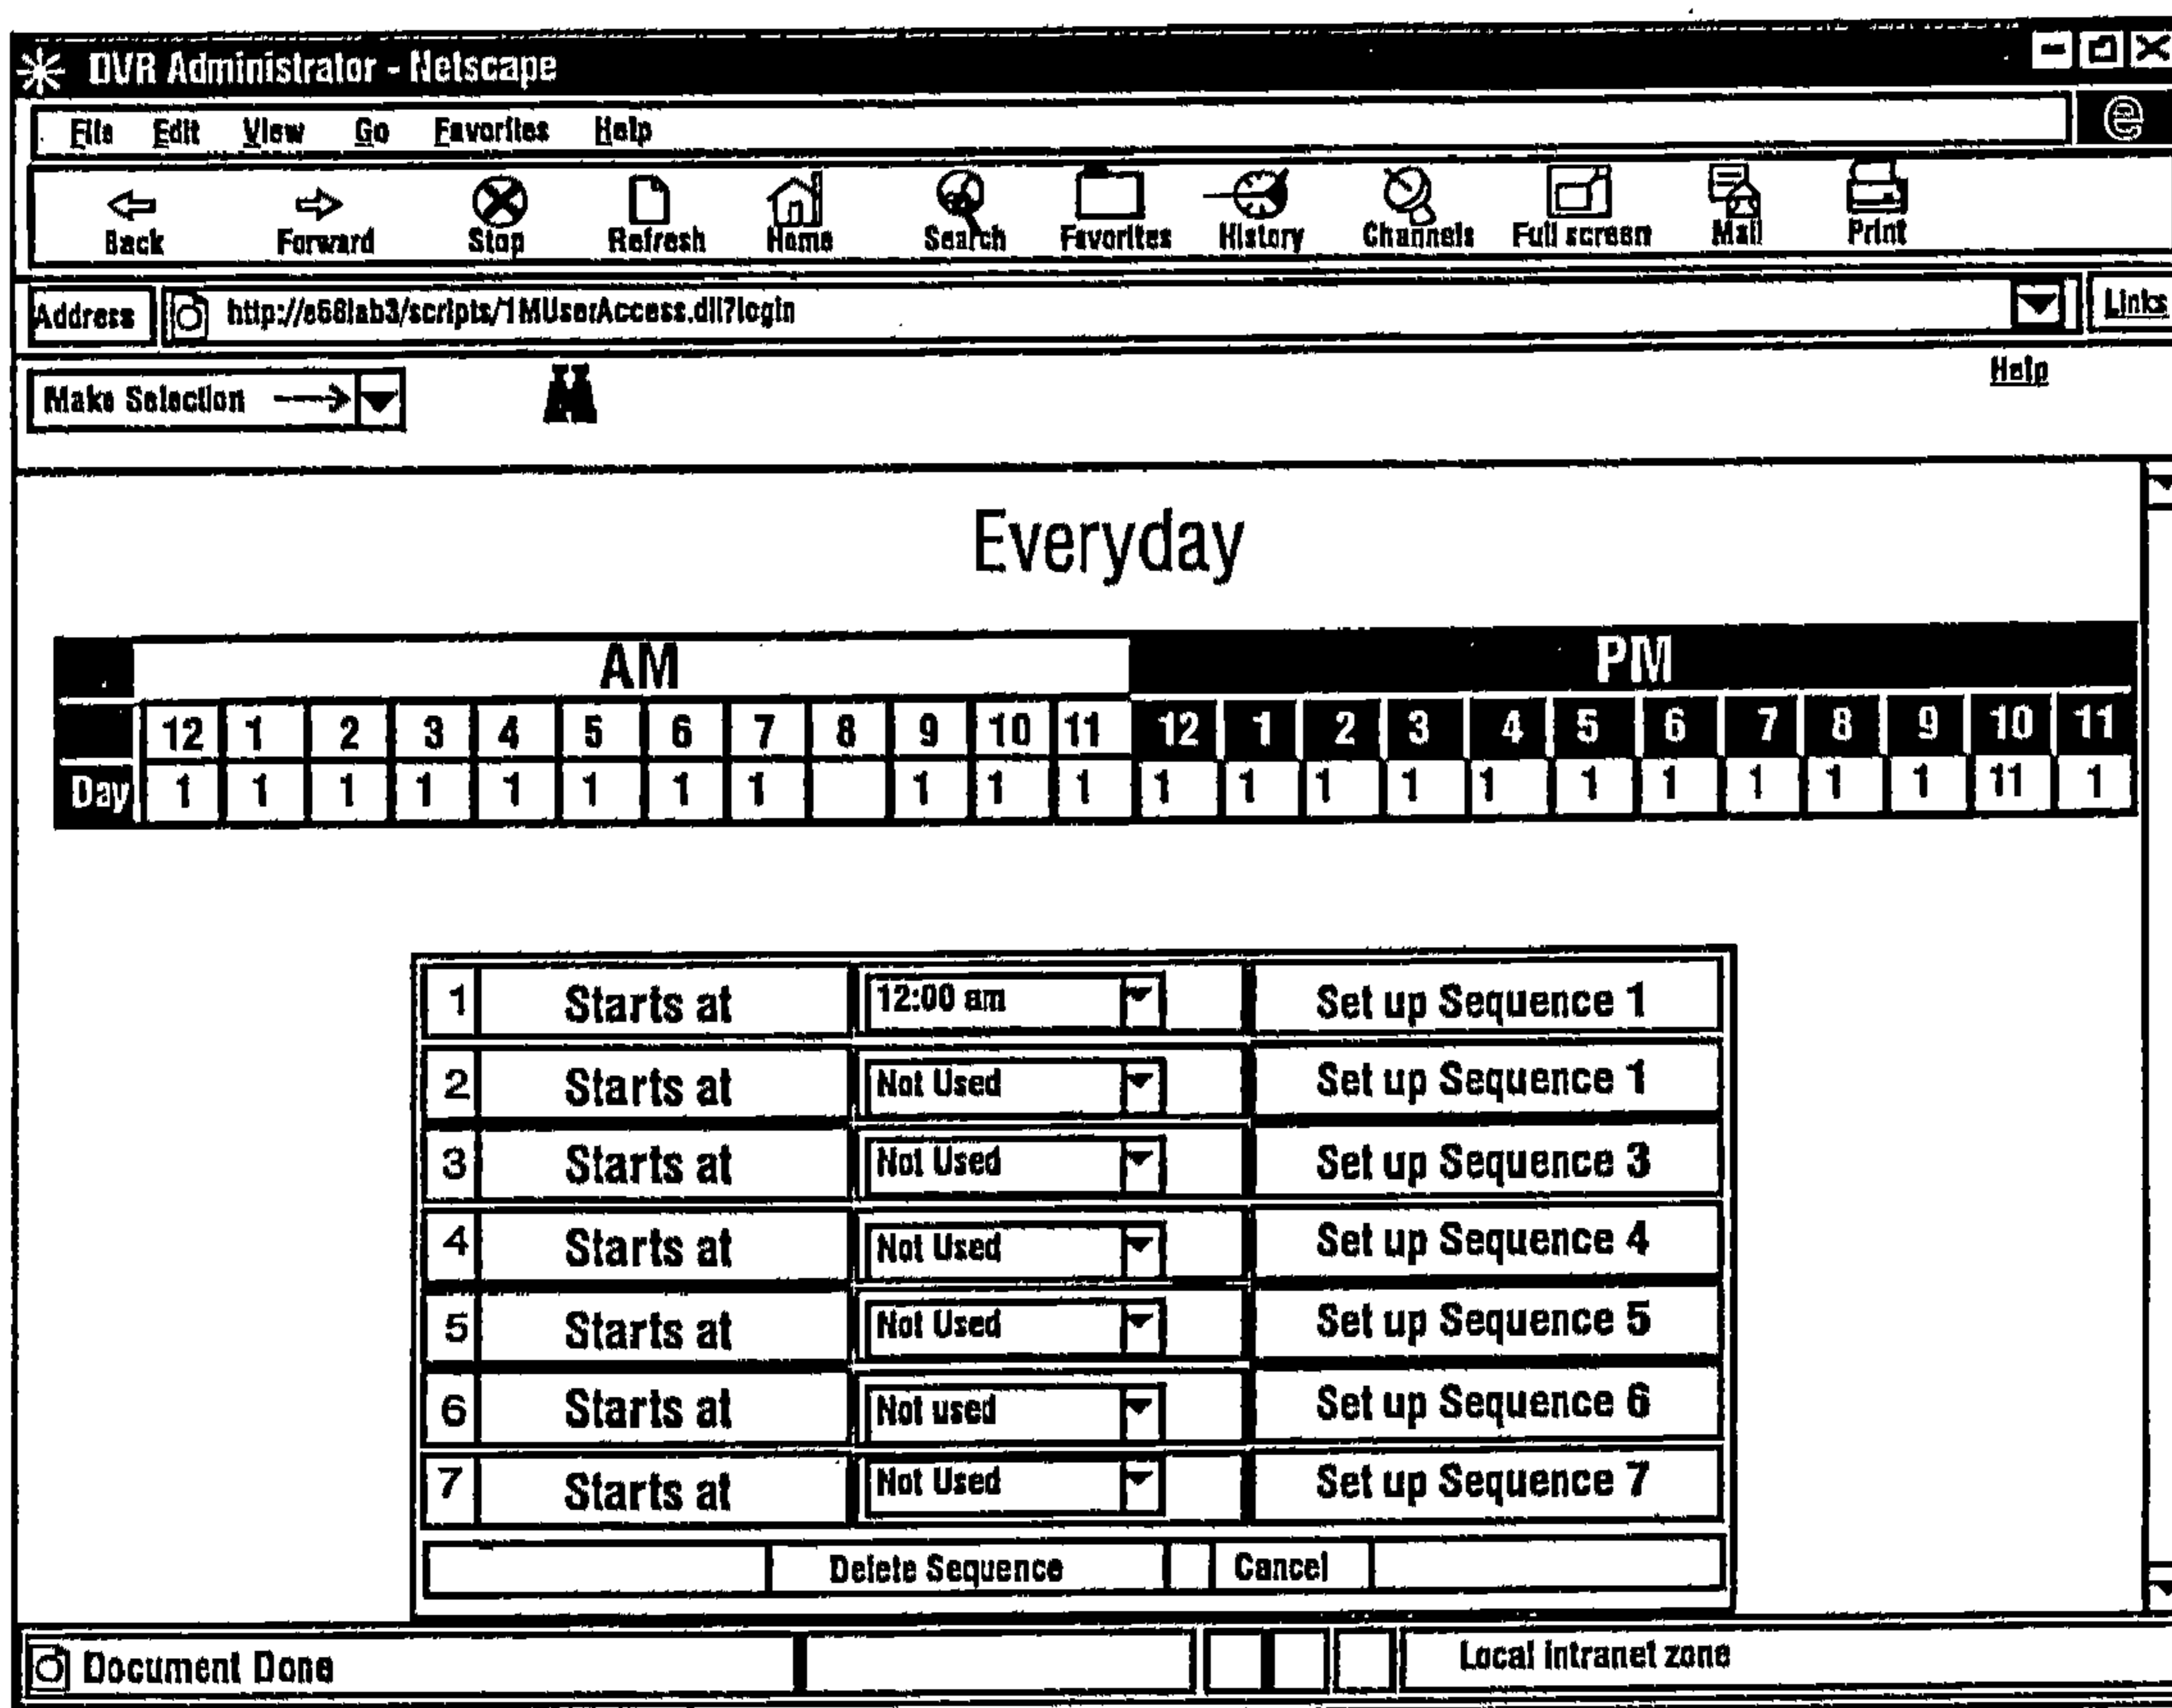 DVR Administrator - Netscape
File Edit View Go Favorites Help
Back Forward Stop Refresh Home Search Favorites History Channels Full screen Mail Print
Address http://e68lab3/scripts/1MUserAccess.dll?login Links
Make Selection Help
Everyday
AM PM
12 1 2 3 4 5 6 7 8 9 10 11 12 1 2 3 4 5 6 7 8 9 10 11
Day 1 1 1 1 1 1 1 1 1 1 1 1 1 1 1 1 1 1 1 1 1 11 1
1 Starts at 12:00 am Set up Sequence 1
2 Starts at Not Used Set up Sequence 1
3 Starts at Not Used Set up Sequence 3
4 Starts at Not Used Set up Sequence 4
5 Starts at Not Used Set up Sequence 5
6 Starts at Not used Set up Sequence 6
7 Starts at Not Used Set up Sequence 7
Delete Sequence Cancel
Document Done Local intranet zone